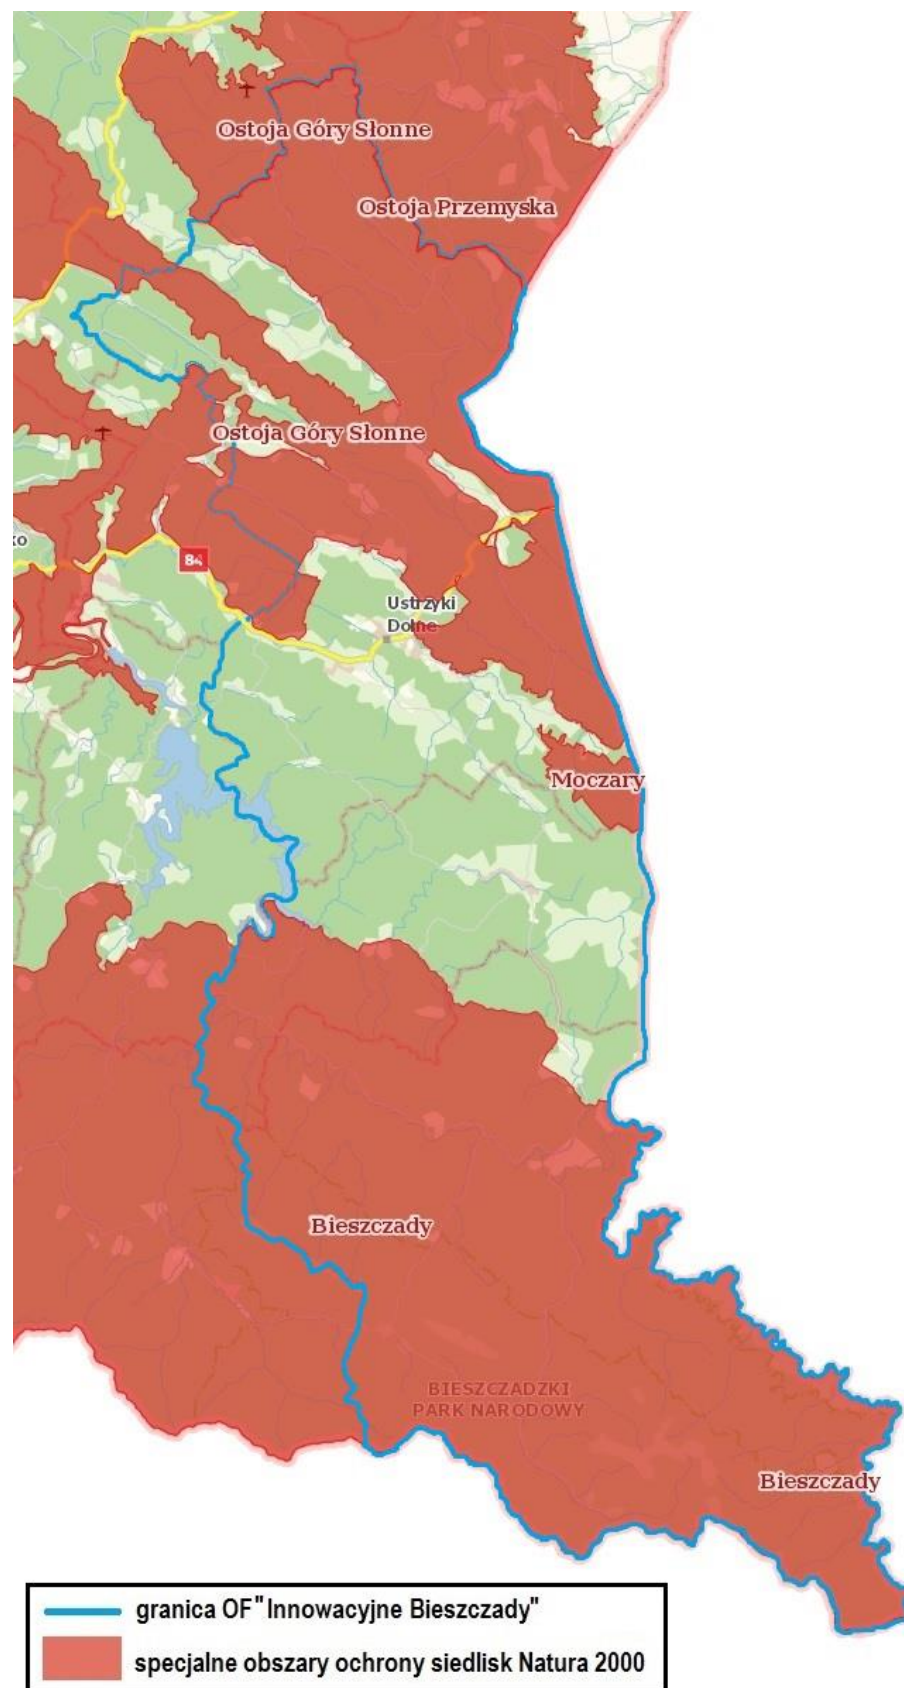 Ostoja Góry Słonne
Ostoja Przemyska
Ostoja Góry Słonne
ko
84
Ustrzyki
Dolne
Moczary
Bieszczady
BIESZCZADZKI
PARK NARODOWY
Bieszczady
granica OF "Innowacyjne Bieszczady"
specjalne obszary ochrony siedlisk Natura 2000